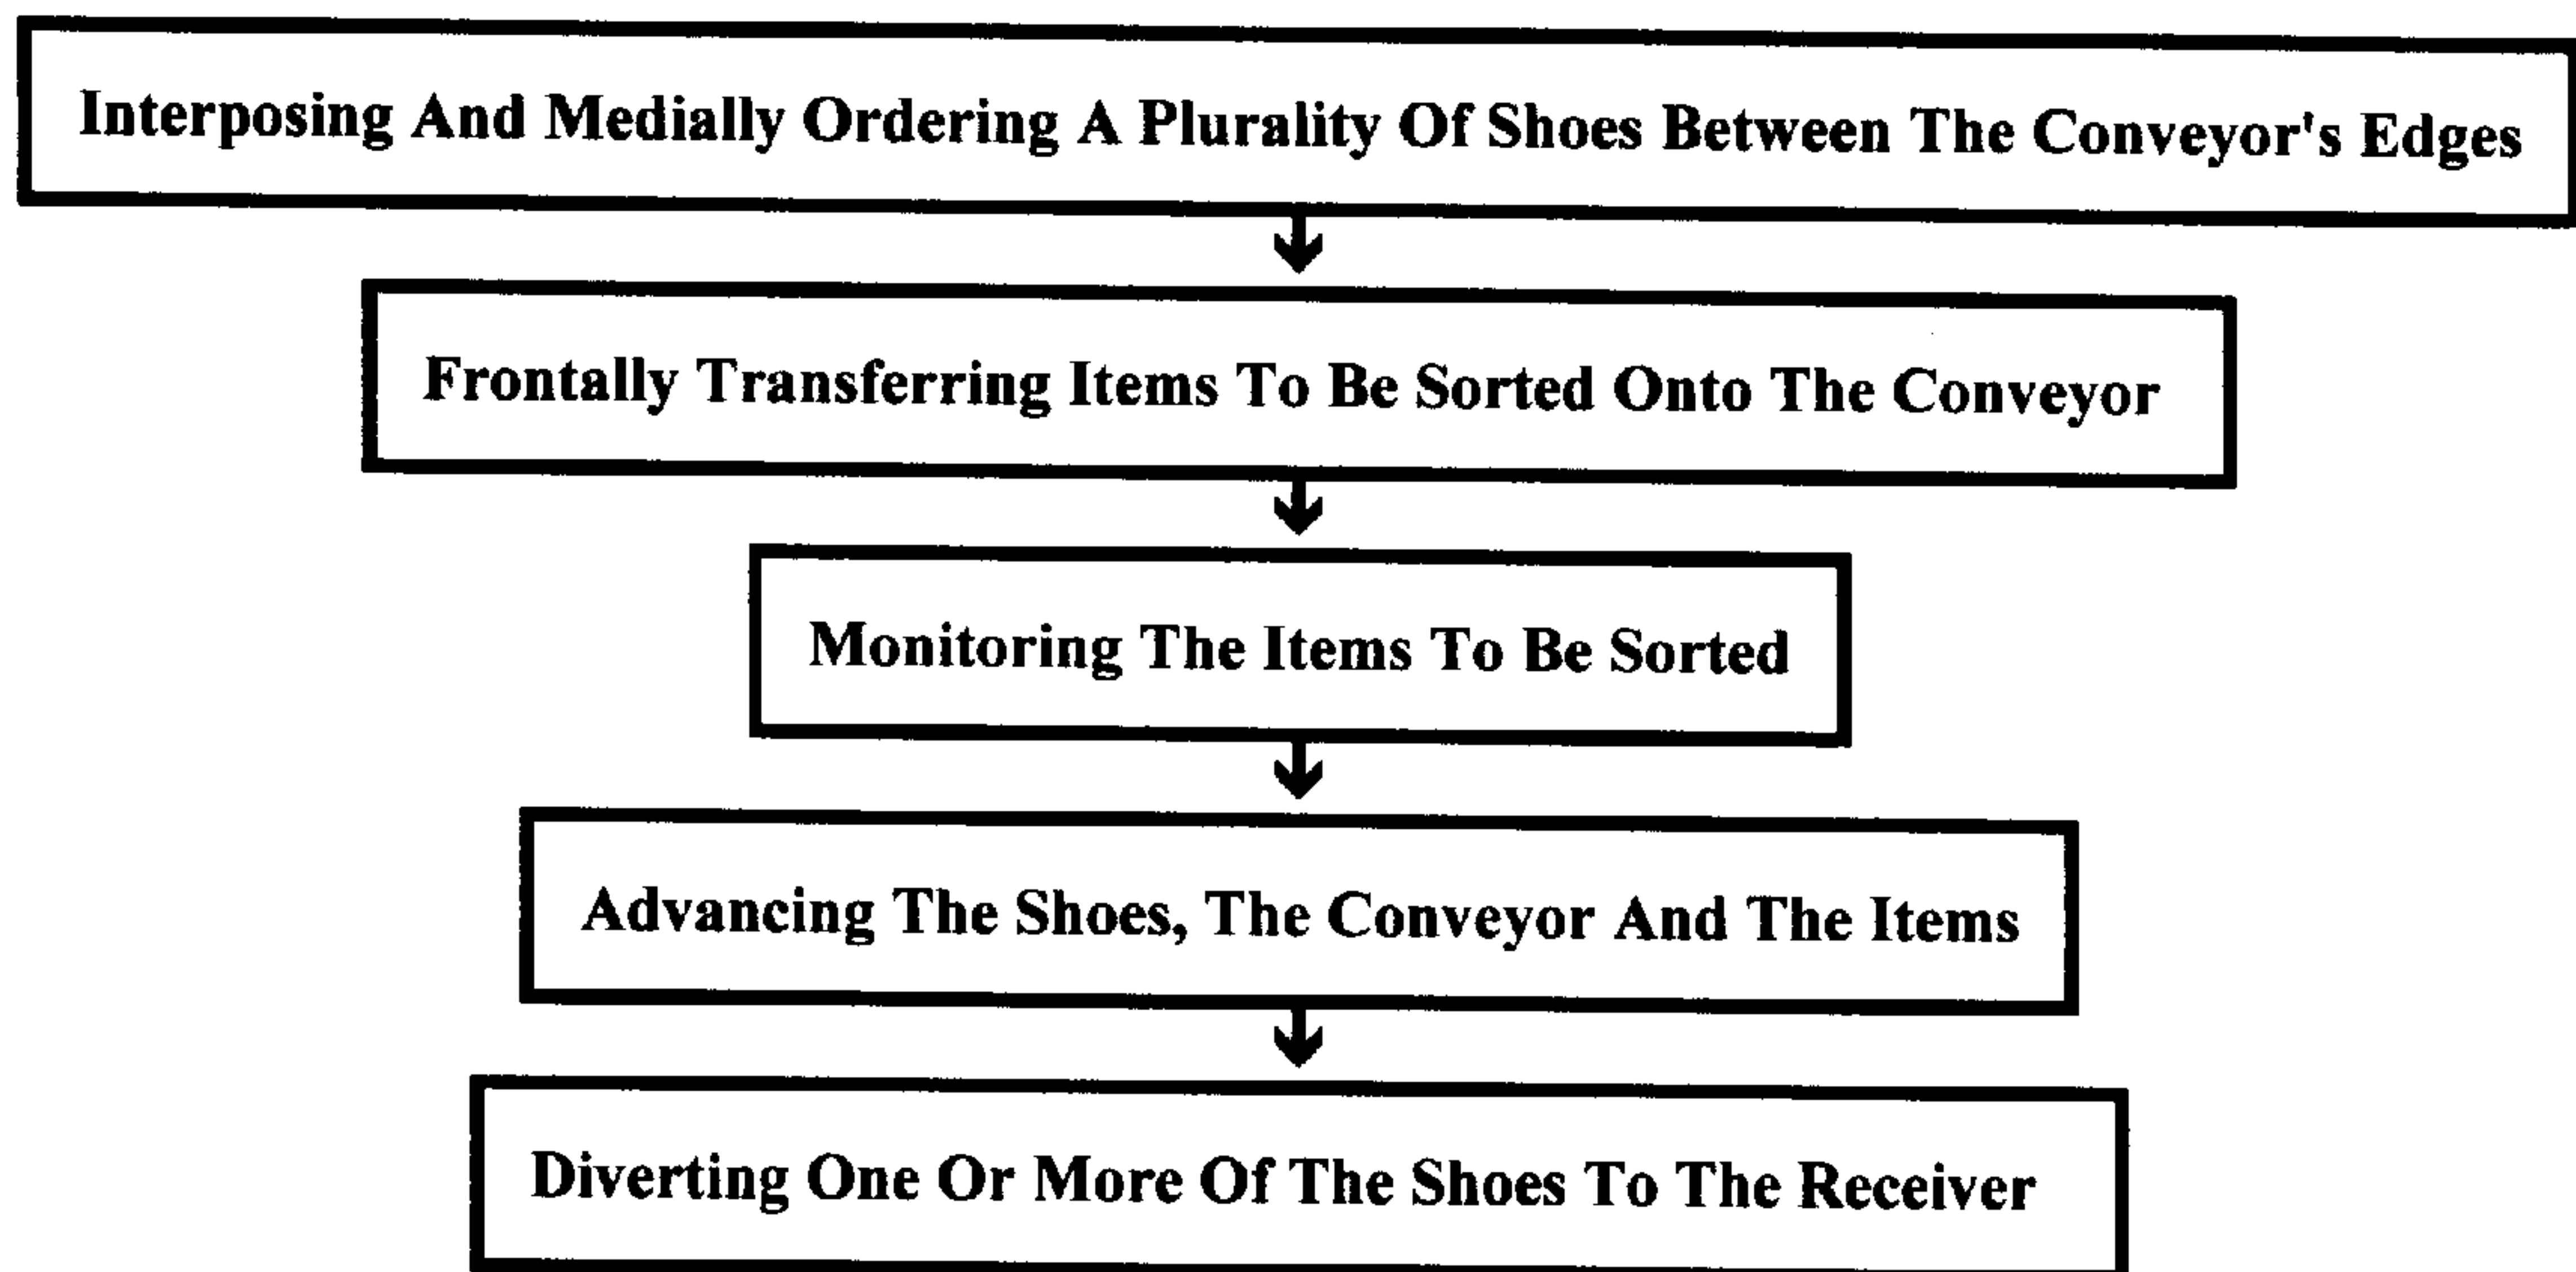 Interposing And Medially Ordering A Plurality Of Shoes Between The Conveyor's Edges
Frontally Transferring Items To Be Sorted Onto The Conveyor
Monitoring The Items To Be Sorted
Advancing The Shoes, The Conveyor And The Items
Diverting One Or More Of The Shoes To The Receiver